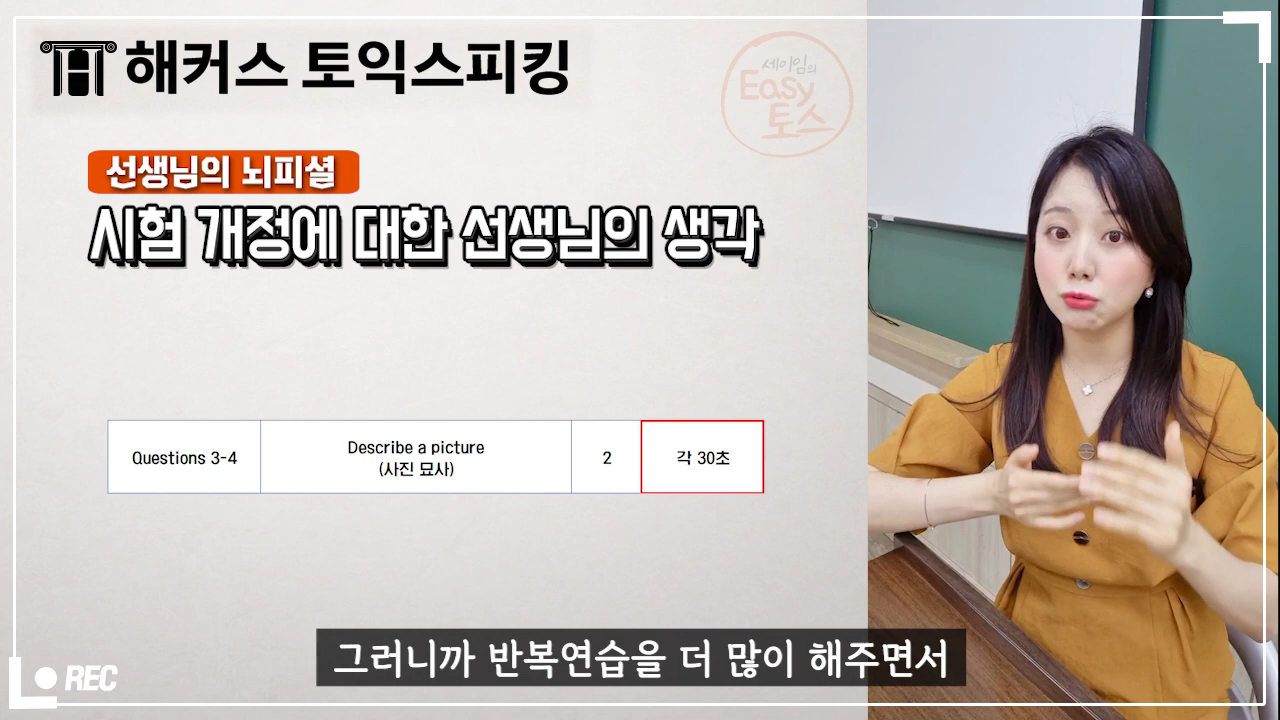 해커스 토익스피킹
세이임의
Easy
토스
선생님의 뇌피셜
시험 개정에 대한 선생님의 생각
Questions 3-4
Describe a picture
(사진 묘사)
2
각 30초
그러니까 반복연습을 더 많이 해주면서
REC